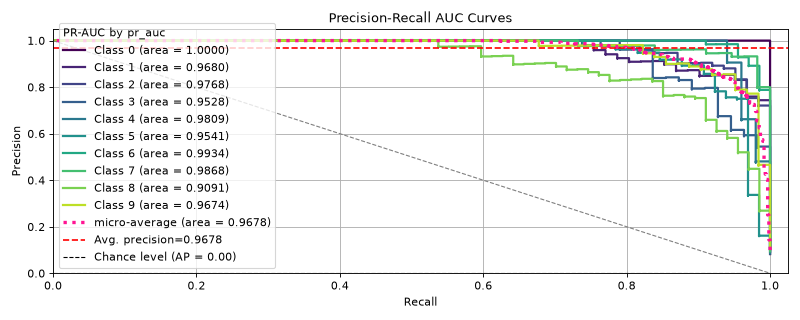 Precision-Recall AUC Curves
PR-AUC by pr_auc
Class 0 (area = 1.0000)
Class 1 (area = 0.9680)
Class 2 (area = 0.9768)
Class 3 (area = 0.9528)
Class 4 (area = 0.9809)
Class 5 (area = 0.9541)
Class 6 (area = 0.9934)
Class 7 (area = 0.9868)
Class 8 (area = 0.9091)
Class 9 (area = 0.9674)
micro-average (area = 0.9678)
Avg. precision=0.9678
Chance level (AP = 0.00)
Precision
1.0
0.8
0.6
0.4
0.2
0.0
0.0 0.2 0.4 0.6 0.8 1.0
Recall